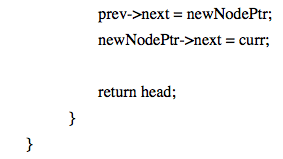 prev->next = newNodePtr;
newNodePtr->next = curr;
return head;
}
}